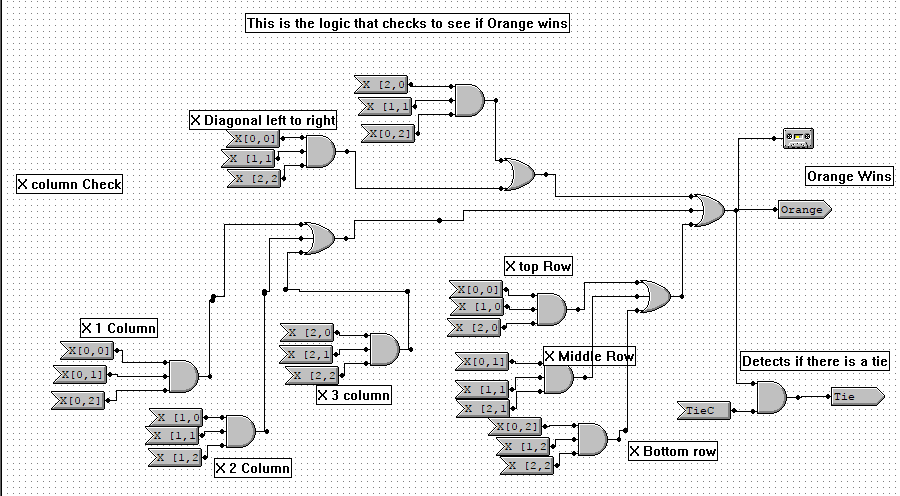 This is the logic that checks to see if Orange wins
X [2,0
X [1,1
X[0,2]
X Diagonal left to right
X[0,0]
X [1,1
X [2,2
X column Check
Orange Wins
Orange
X top Row
X[0,0]
X [1,0
X [2,0
X 1 Column
X[0,0]
X[0,1]
X[0,2]
X [2,0
X [2,1
X [2,2
X 3 column
X Middle Row
X[0,1]
X [1,1
X [2,1
Detects if there is a tie
Tie
TieC
X [1,0
X [1,1
X [1,2
X 2 Column
X[0,2]
X [1,2
X [2,2
X Bottom row